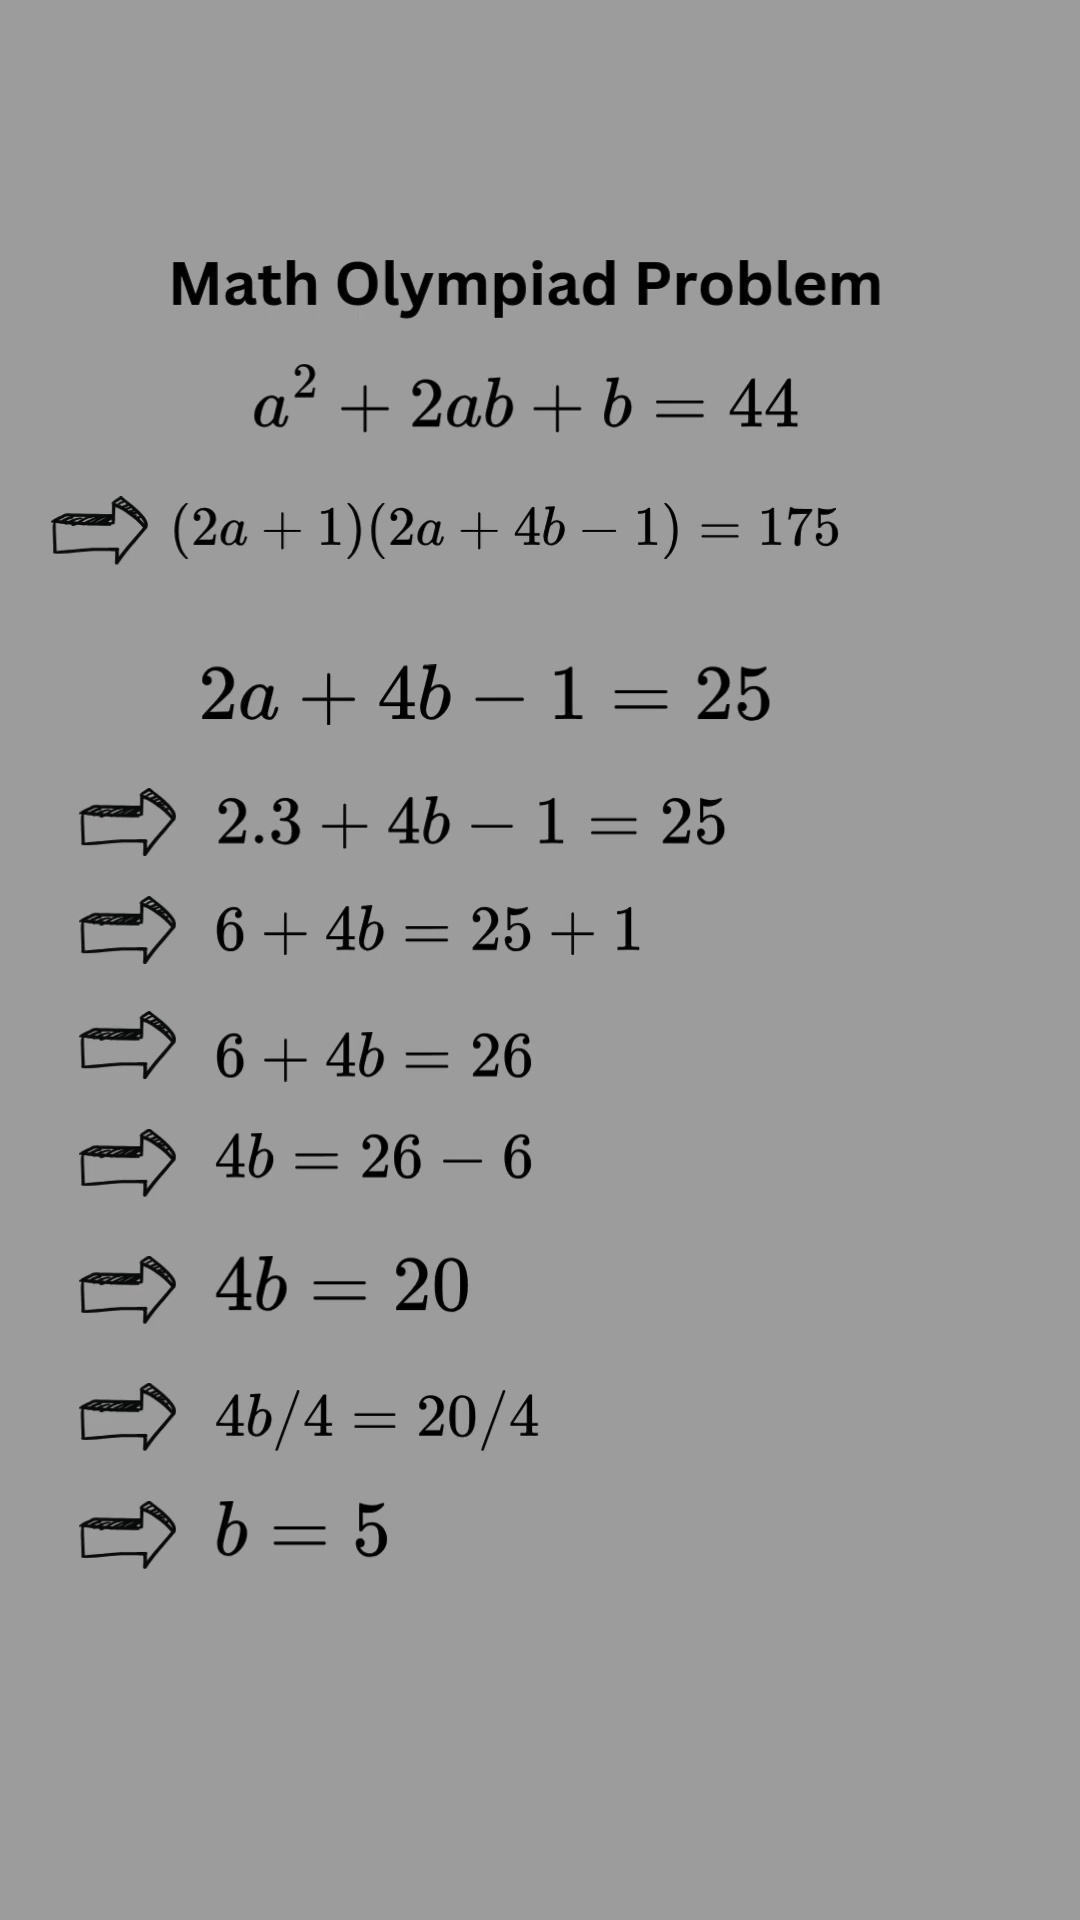 Math Olympiad Problem
a² + 2ab + b = 44
(2a + 1)(2a + 4b − 1) = 175
2a + 4b − 1 = 25
2.3 + 4b − 1 = 25
6 + 4b = 25 + 1
6 + 4b = 26
4b = 26 − 6
4b = 20
4b/4 = 20/4
b = 5